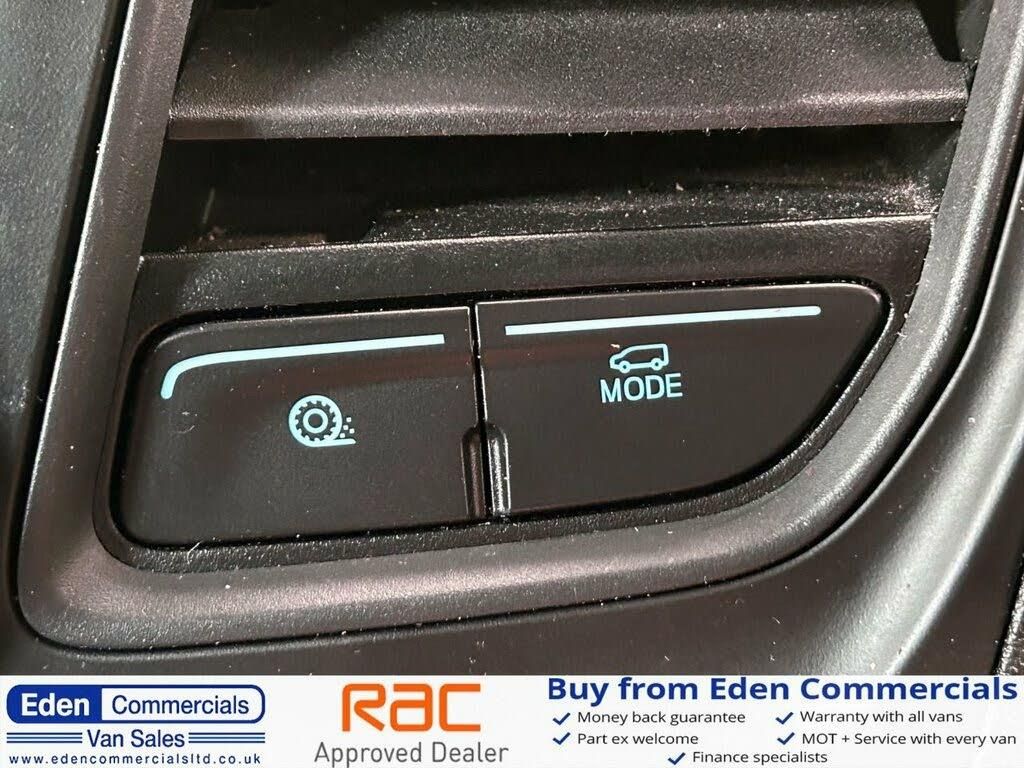 MODE
Eden Commercials
Van Sales
www.edencommercialsltd.co.uk
RAC
Approved Dealer
Buy from Eden Commercials
Money back guarantee
Warranty with all vans
Part ex welcome
MOT + Service with every van
Finance specialists